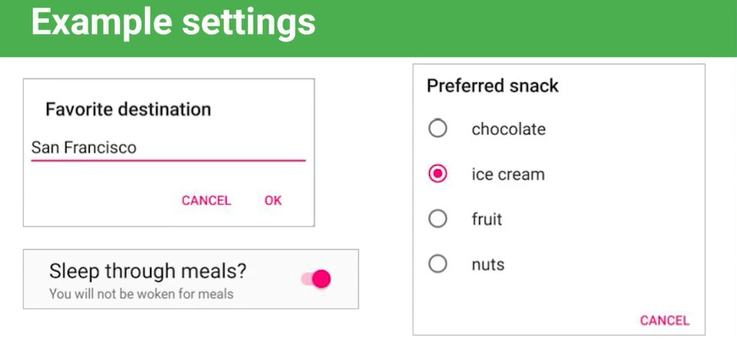 Example settings
Favorite destination
San Francisco
CANCEL OK
Sleep through meals?
You will not be woken for meals
Preferred snack
chocolate
ice cream
fruit
nuts
CANCEL